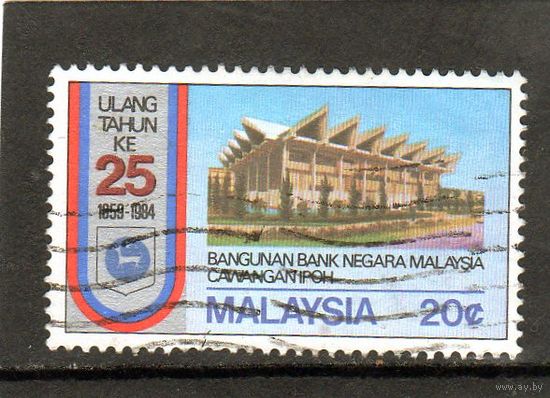 ULANG
TAHUN
KE
25
1959-1984
BANGUNAN BANK NEGARA MALAYSIA
CAWANGAN IPOH
MALAYSIA 20¢
www.ay.by